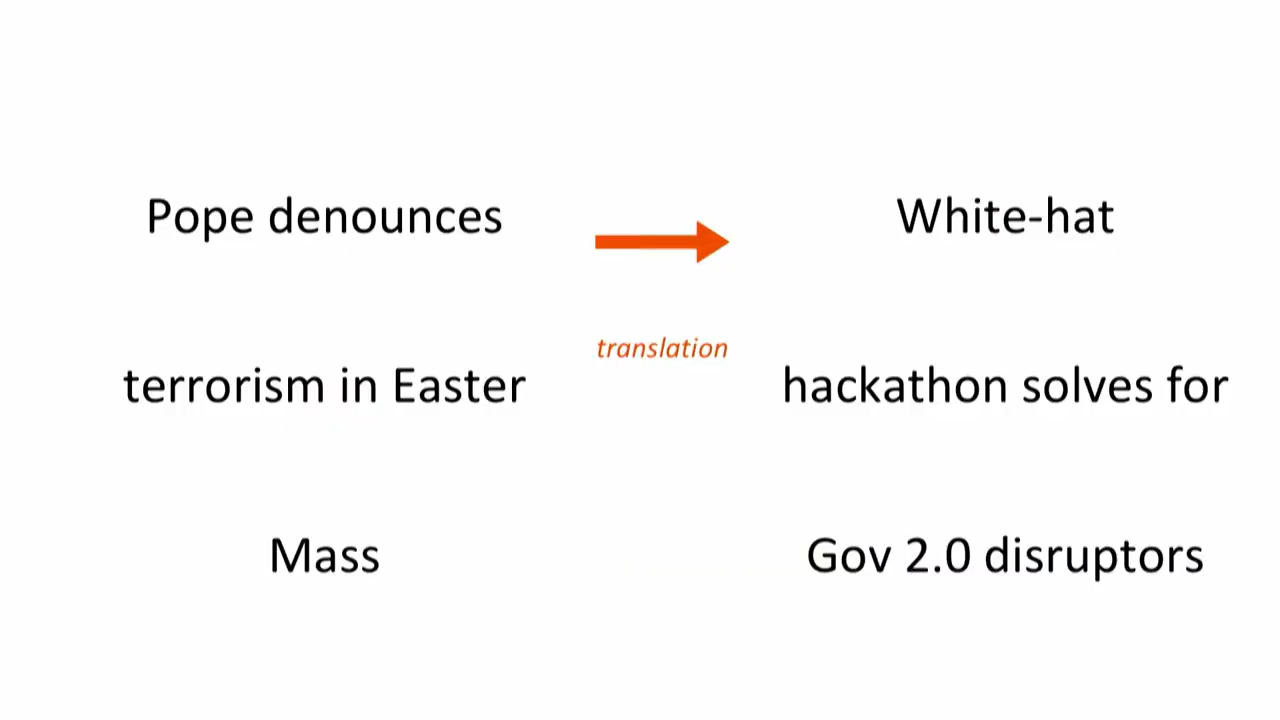 Pope denounces
terrorism in Easter
Mass
translation
White-hat
hackathon solves for
Gov 2.0 disruptors